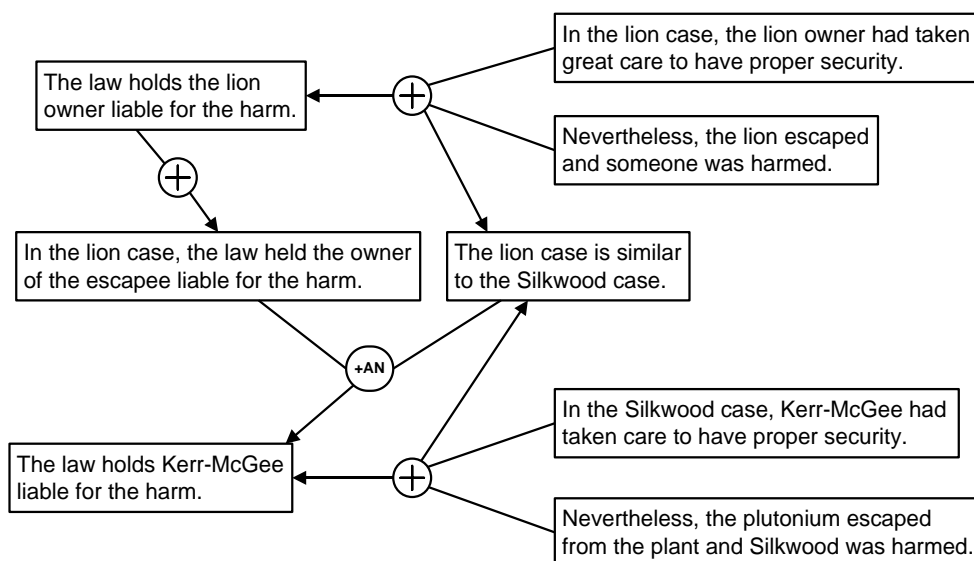 In the lion case, the lion owner had taken
great care to have proper security.
The law holds the lion
owner liable for the harm.
+
Nevertheless, the lion escaped
and someone was harmed.
+
In the lion case, the law held the owner
of the escapee liable for the harm.
The lion case is similar
to the Silkwood case.
+AN
In the Silkwood case, Kerr-McGee had
taken care to have proper security.
The law holds Kerr-McGee
liable for the harm.
+
Nevertheless, the plutonium escaped
from the plant and Silkwood was harmed.